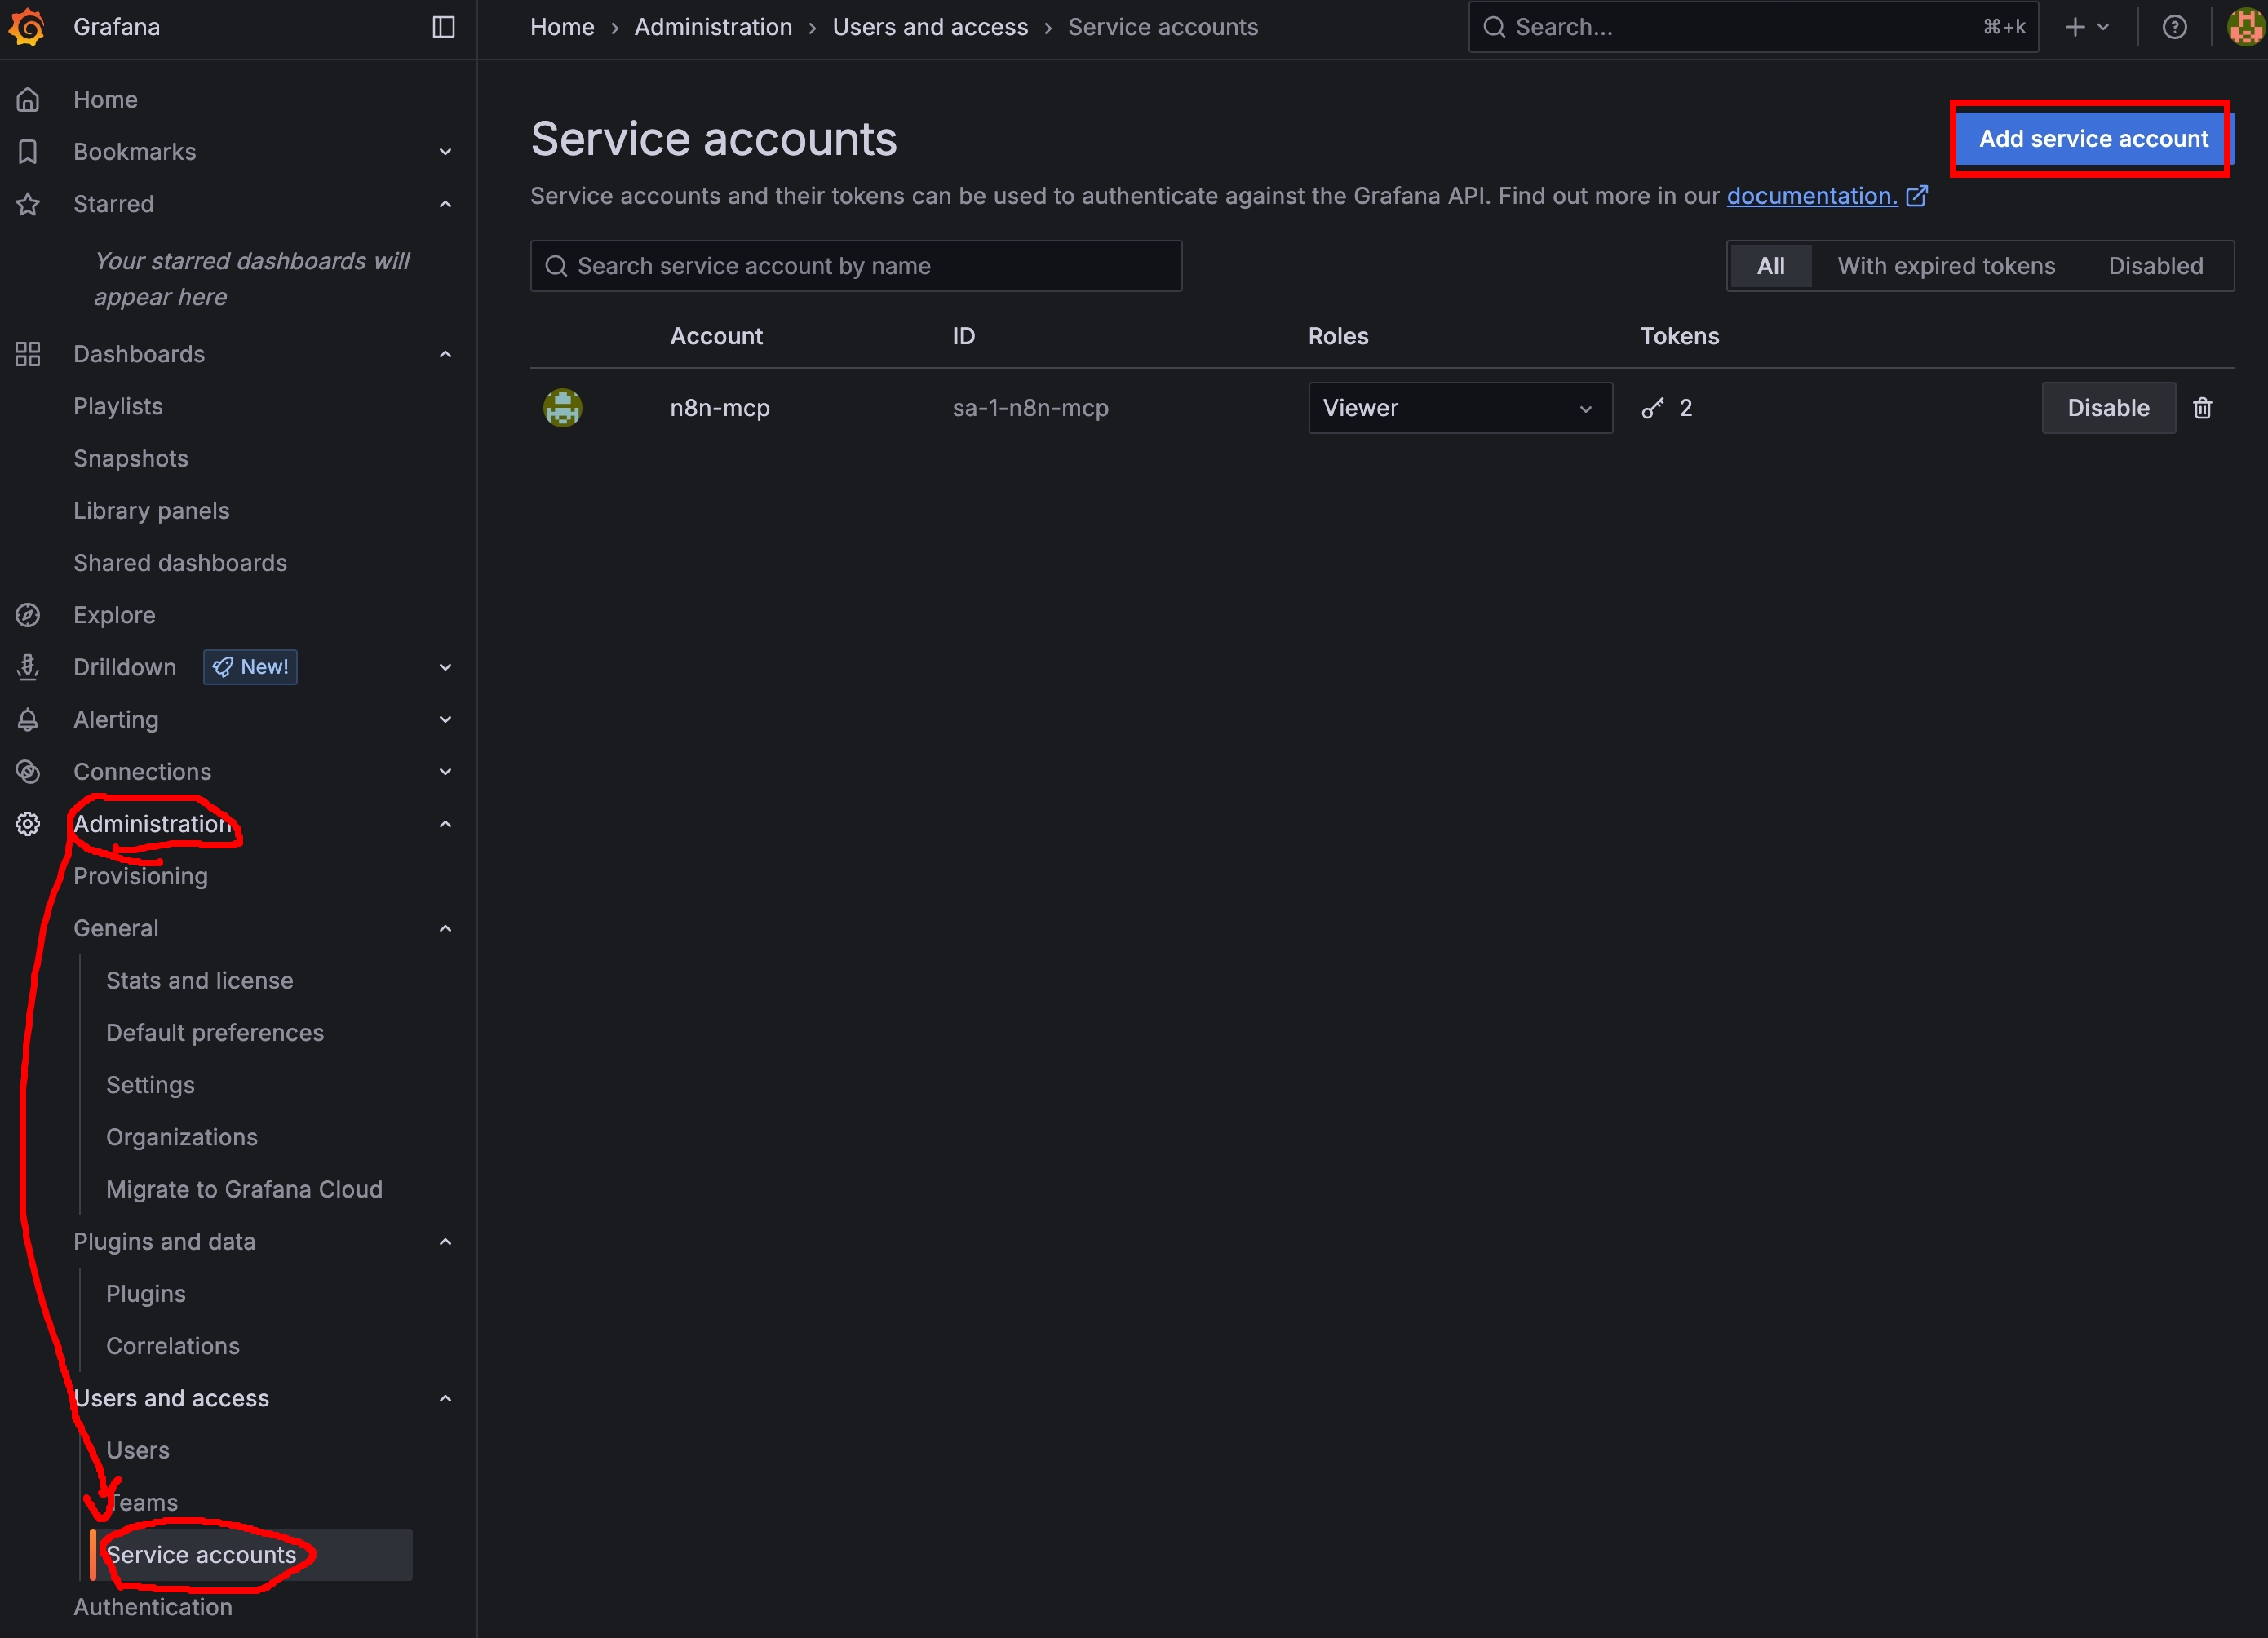 Grafana
Home › Administration › Users and access › Service accounts
Search...
⌘+k
Home
Bookmarks
Starred
Your starred dashboards will
appear here
Dashboards
Playlists
Snapshots
Library panels
Shared dashboards
Explore
Drilldown New!
Alerting
Connections
Administration
Provisioning
General
Stats and license
Default preferences
Settings
Organizations
Migrate to Grafana Cloud
Plugins and data
Plugins
Correlations
Users and access
Users
Teams
Service accounts
Authentication
Service accounts
Add service account
Service accounts and their tokens can be used to authenticate against the Grafana API. Find out more in our documentation.
Search service account by name
All With expired tokens Disabled
Account ID Roles Tokens
n8n-mcp sa-1-n8n-mcp Viewer 2 Disable